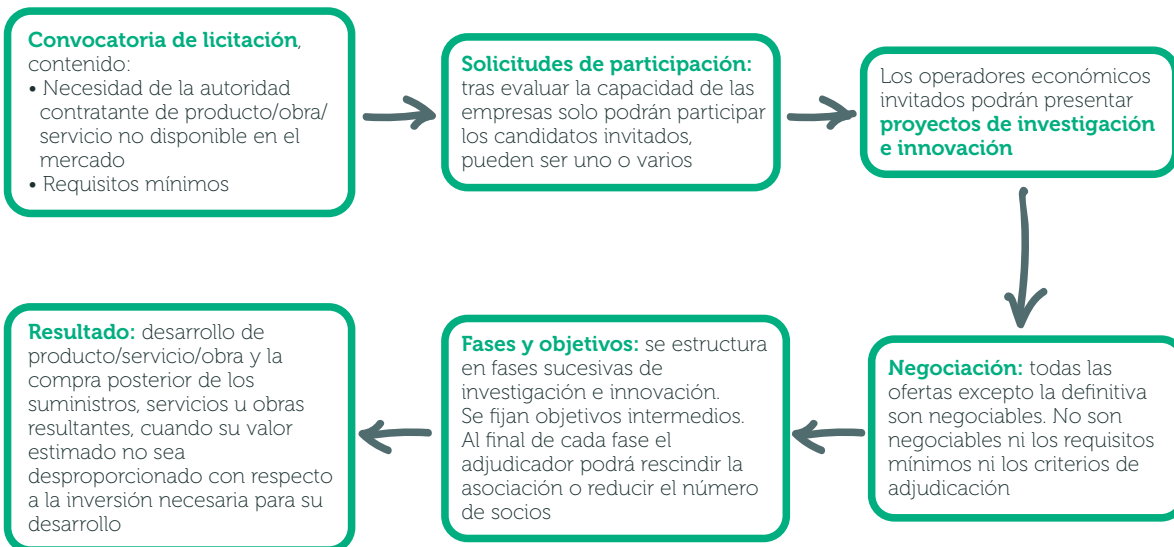 Convocatoria de licitación,
contenido:
• Necesidad de la autoridad
contratante de producto/obra/
servicio no disponible en el
mercado
• Requisitos mínimos
Solicitudes de participación:
tras evaluar la capacidad de las
empresas solo podrán participar
los candidatos invitados,
pueden ser uno o varios
Los operadores económicos
invitados podrán presentar
proyectos de investigación
e innovación
Negociación: todas las
ofertas excepto la definitiva
son negociables. No son
negociables ni los requisitos
mínimos ni los criterios de
adjudicación
Fases y objetivos: se estructura
en fases sucesivas de
investigación e innovación.
Se fijan objetivos intermedios.
Al final de cada fase el
adjudicador podrá rescindir la
asociación o reducir el número
de socios
Resultado: desarrollo de
producto/servicio/obra y la
compra posterior de los
suministros, servicios u obras
resultantes, cuando su valor
estimado no sea
desproporcionado con respecto
a la inversión necesaria para su
desarrollo